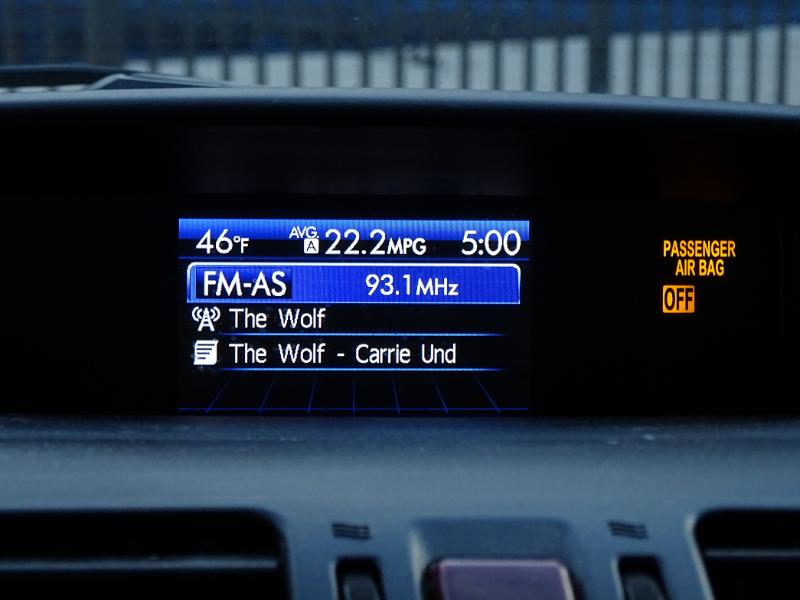 46°F AVG. A 22.2MPG 5:00
FM-AS 93.1MHz
The Wolf
The Wolf - Carrie Und
PASSENGER
AIR BAG
OFF